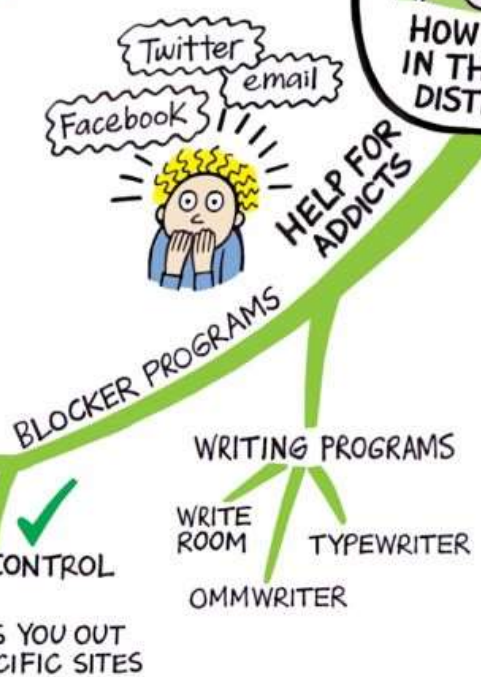 Twitter
email
Facebook
HOW
IN TH
DIST
HELP FOR
ADDICTS
BLOCKER PROGRAMS
WRITING PROGRAMS
WRITE
ROOM
TYPEWRITER
OMMWRITER
ONTROL
S YOU OUT
CIFIC SITES